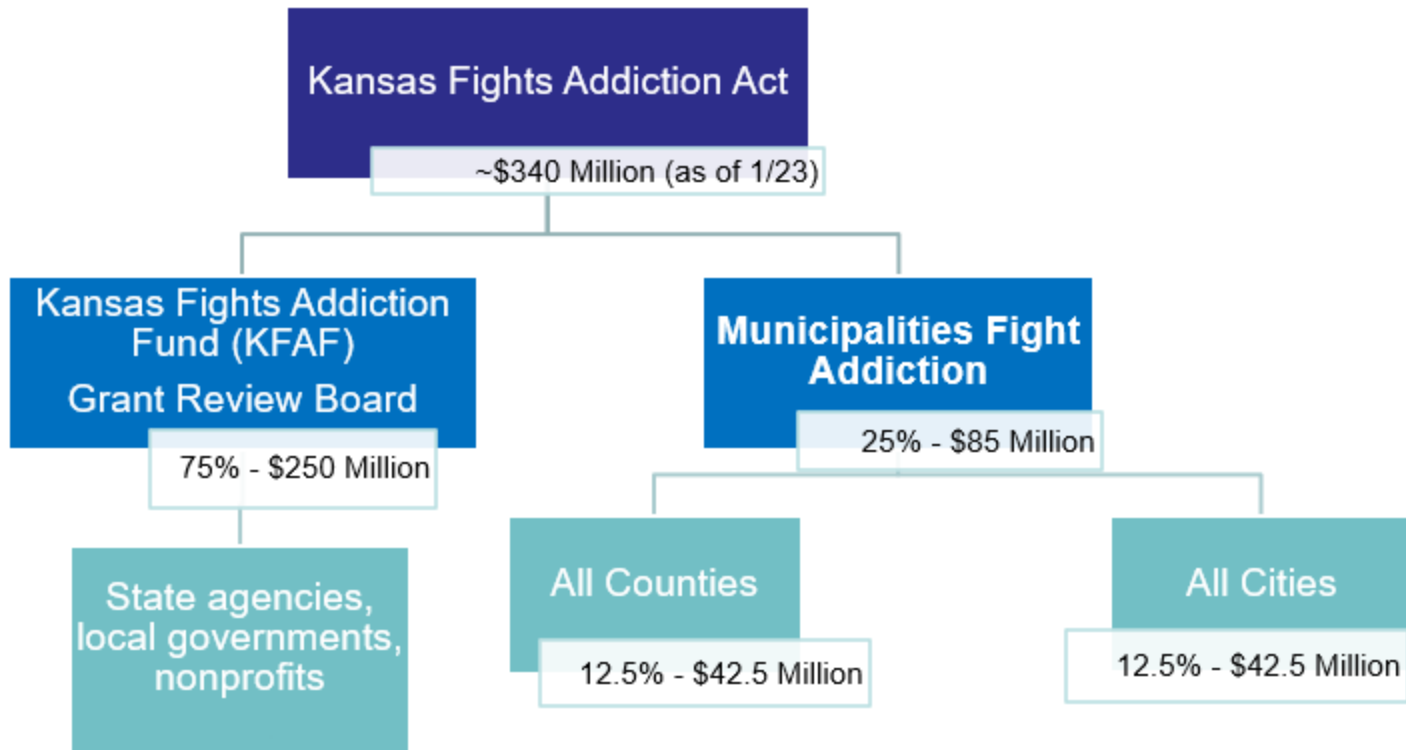 Kansas Fights Addiction Act
~$340 Million (as of 1/23)
Kansas Fights Addiction
Fund (KFAF)
Grant Review Board
75% - $250 Million
Municipalities Fight
Addiction
25% - $85 Million
State agencies,
local governments,
nonprofits
All Counties
12.5% - $42.5 Million
All Cities
12.5% - $42.5 Million